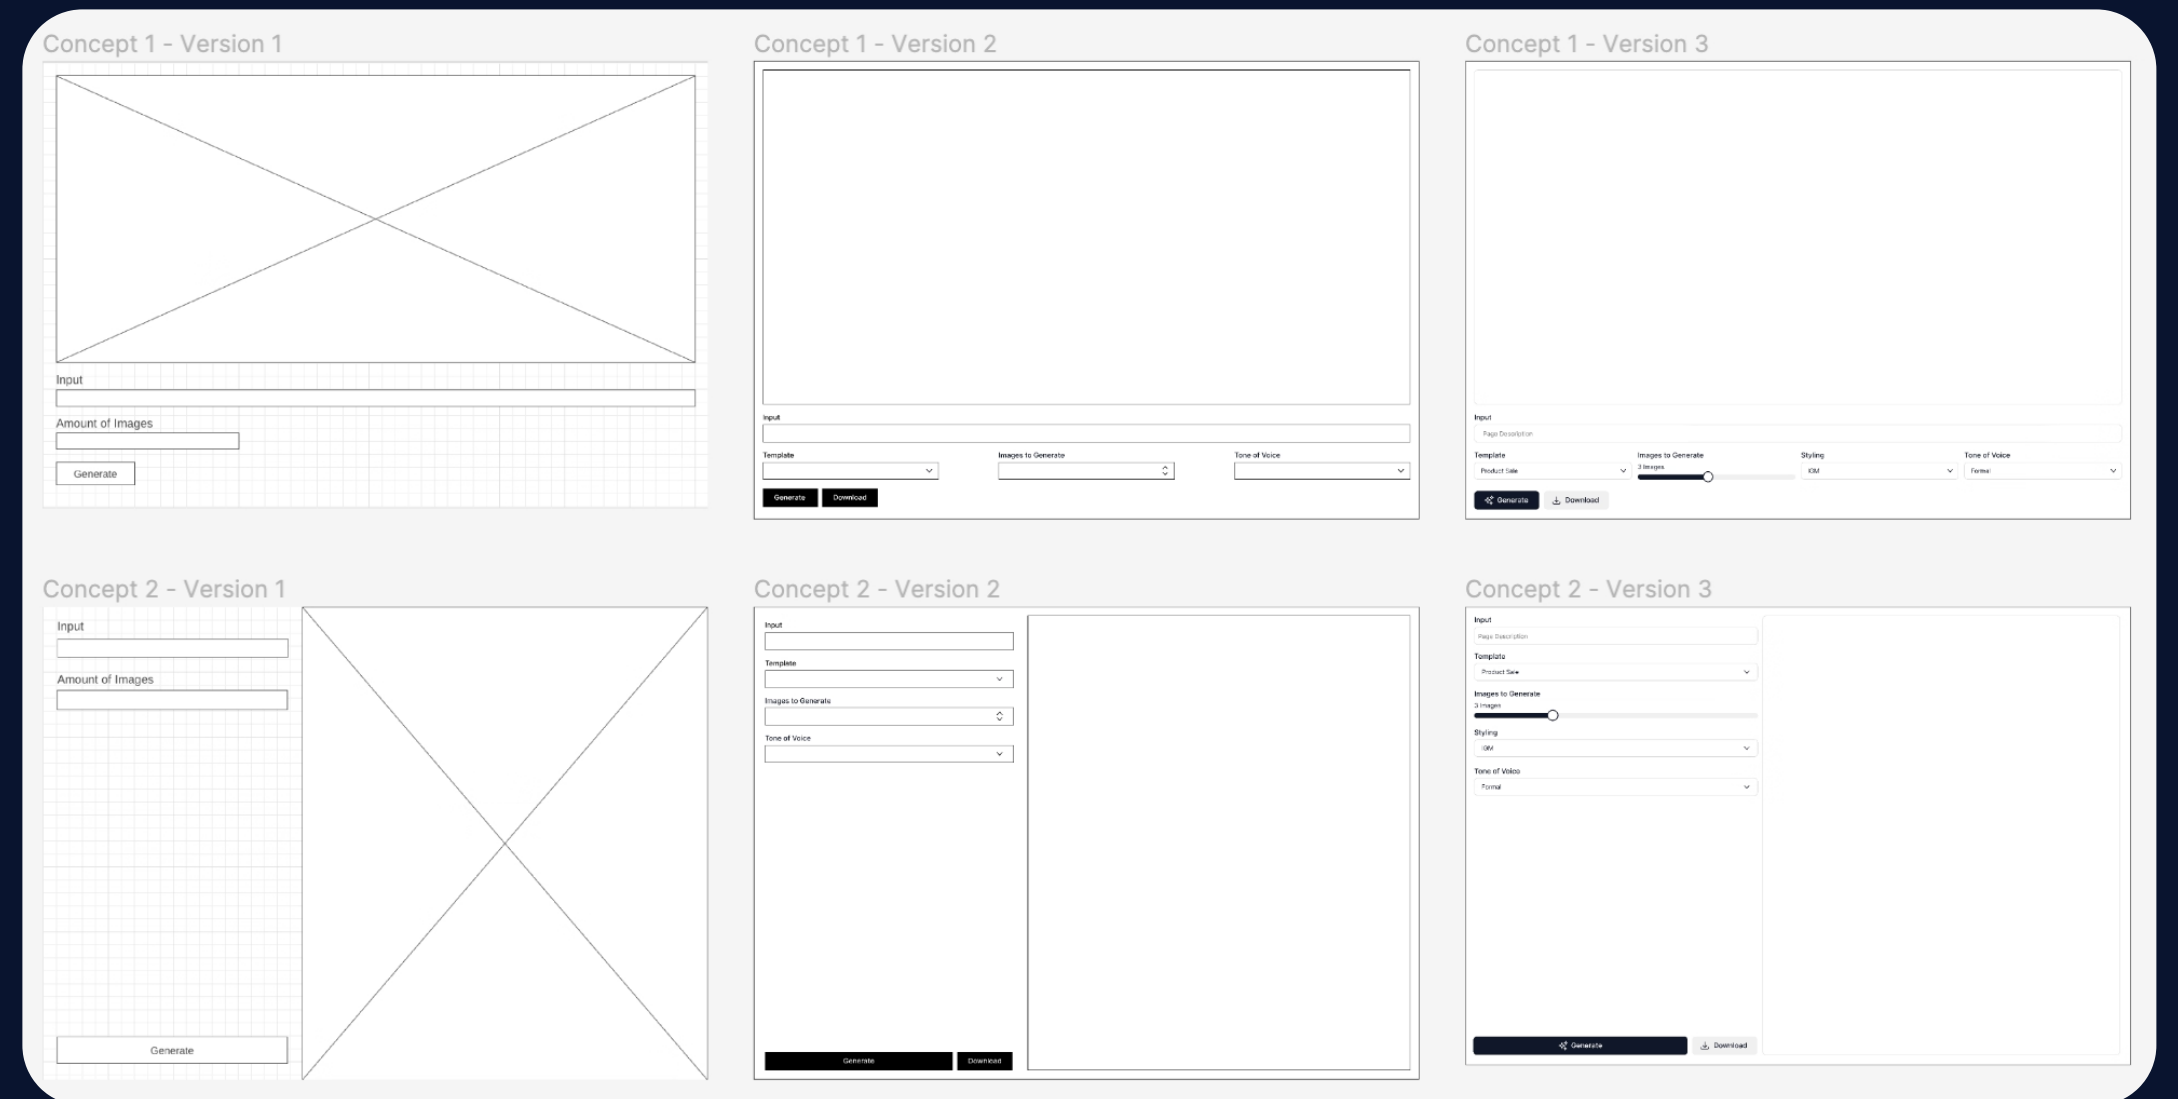 Concept 1 - Version 1
Input
Amount of Images
Generate
Concept 1 - Version 2
Input
Template
Images to Generate
Tone of Voice
Generate
Download
Concept 1 - Version 3
Input
Page Description
Template
Images to Generate
Styling
Tone of Voice
Product Sale
3 Images
IGM
Formal
Generate
Download
Concept 2 - Version 1
Input
Amount of Images
Generate
Concept 2 - Version 2
Input
Template
Images to Generate
Tone of Voice
Generate
Download
Concept 2 - Version 3
Input
Page Description
Template
Product Sale
Images to Generate
3 Images
Styling
IGM
Tone of Voice
Formal
Generate
Download